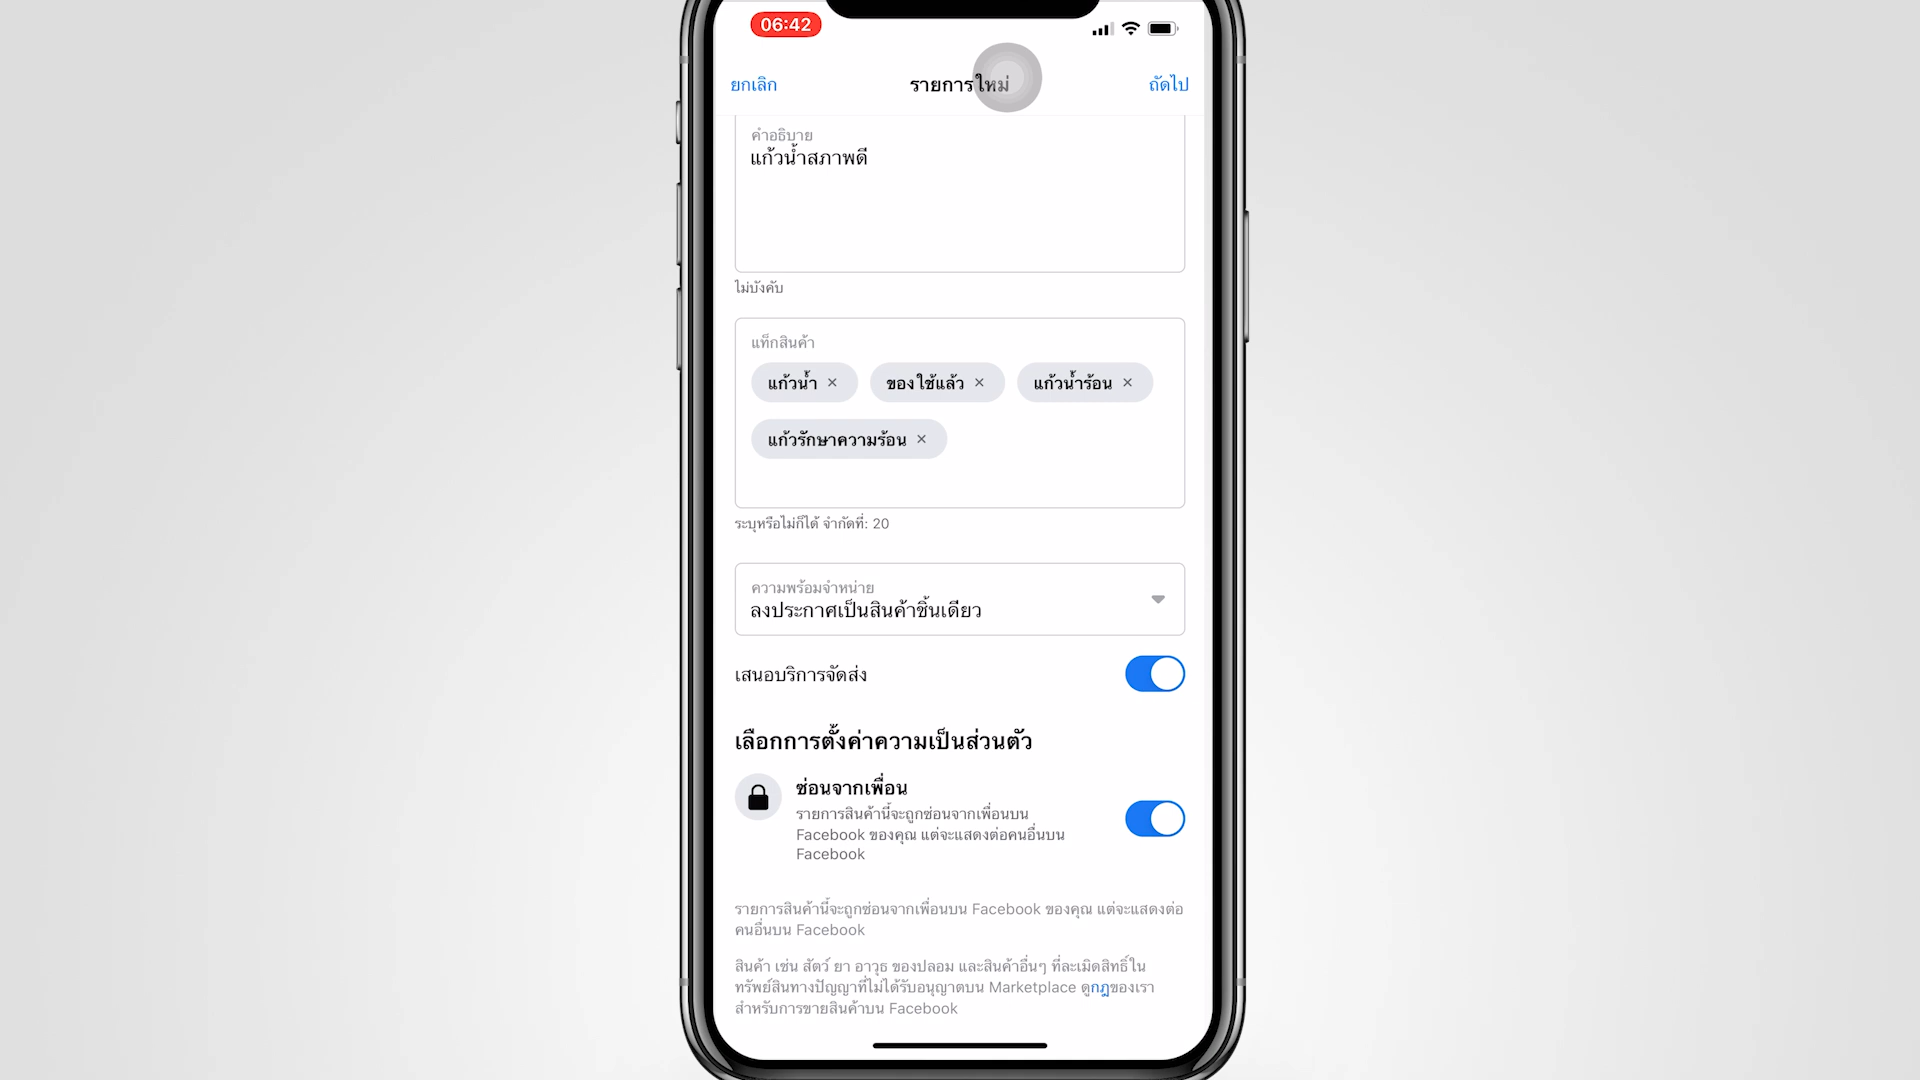 06:42
ยกเลิก
รายการใหม่
ถัดไป
คำอธิบาย
แก้วน้ำสภาพดี
ไม่บังคับ
แท็กสินค้า
แก้วน้ำ ×
ของใช้แล้ว ×
แก้วน้ำร้อน ×
แก้วรักษาความร้อน ×
ระบุหรือไม่ก็ได้ จำกัดที่: 20
ความพร้อมจำหน่าย
ลงประกาศเป็นสินค้าชิ้นเดียว
เสนอบริการจัดส่ง
เลือกการตั้งค่าความเป็นส่วนตัว
ซ่อนจากเพื่อน
รายการสินค้านี้จะถูกซ่อนจากเพื่อนบน
Facebook ของคุณ แต่จะแสดงต่อคนอื่นบน
Facebook
รายการสินค้านี้จะถูกซ่อนจากเพื่อนบน Facebook ของคุณ แต่จะแสดงต่อ
คนอื่นบน Facebook
สินค้า เช่น สัตว์ ยา อาวุธ ของปลอม และสินค้าอื่นๆ ที่ละเมิดสิทธิ์ใน
ทรัพย์สินทางปัญญาที่ไม่ได้รับอนุญาตบน Marketplace ดูกฎของเรา
สำหรับการขายสินค้าบน Facebook